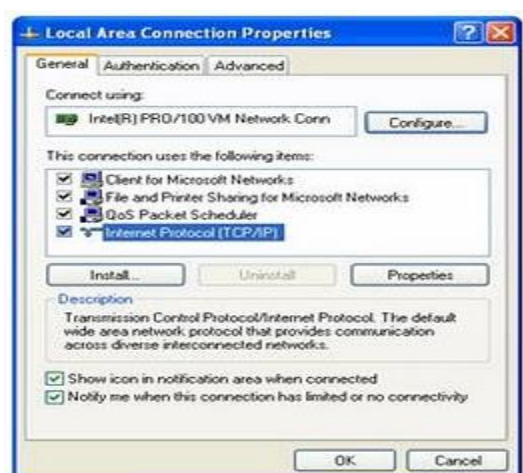 Local Area Connection Properties
General Authentication Advanced
Connect using:
Intel(R) PRO/100 VM Network Conn Configure...
This connection uses the following items:
Client for Microsoft Networks
File and Printer Sharing for Microsoft Networks
QoS Packet Scheduler
Internet Protocol (TCP/IP)
Install... Uninstall Properties
Description
Transmission Control Protocol/Internet Protocol. The default
wide area network protocol that provides communication
across diverse interconnected networks.
Show icon in notification area when connected
Notify me when this connection has limited or no connectivity
OK Cancel